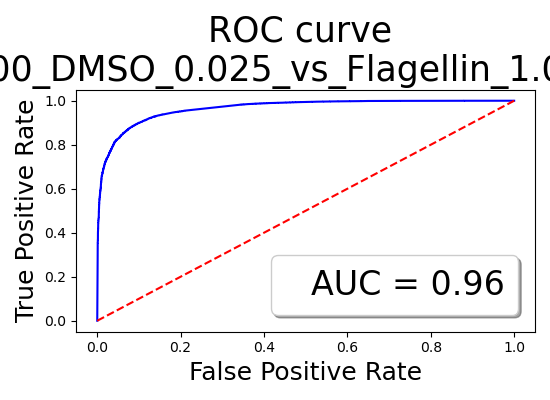 ROC curve
00_DMSO_0.025_vs_Flagellin_1.0
True Positive Rate
1.0
0.8
0.6
0.4
0.2
0.0
AUC = 0.96
0.0 0.2 0.4 0.6 0.8 1.0
False Positive Rate